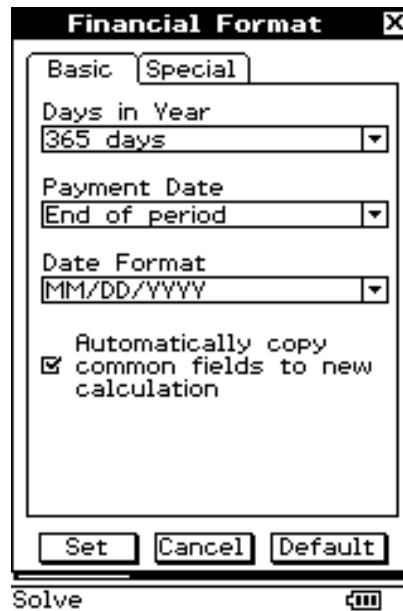 Financial Format X
Basic Special
Days in Year
365 days
Payment Date
End of period
Date Format
MM/DD/YYYY
Automatically copy
common fields to new
calculation
Set Cancel Default
Solve